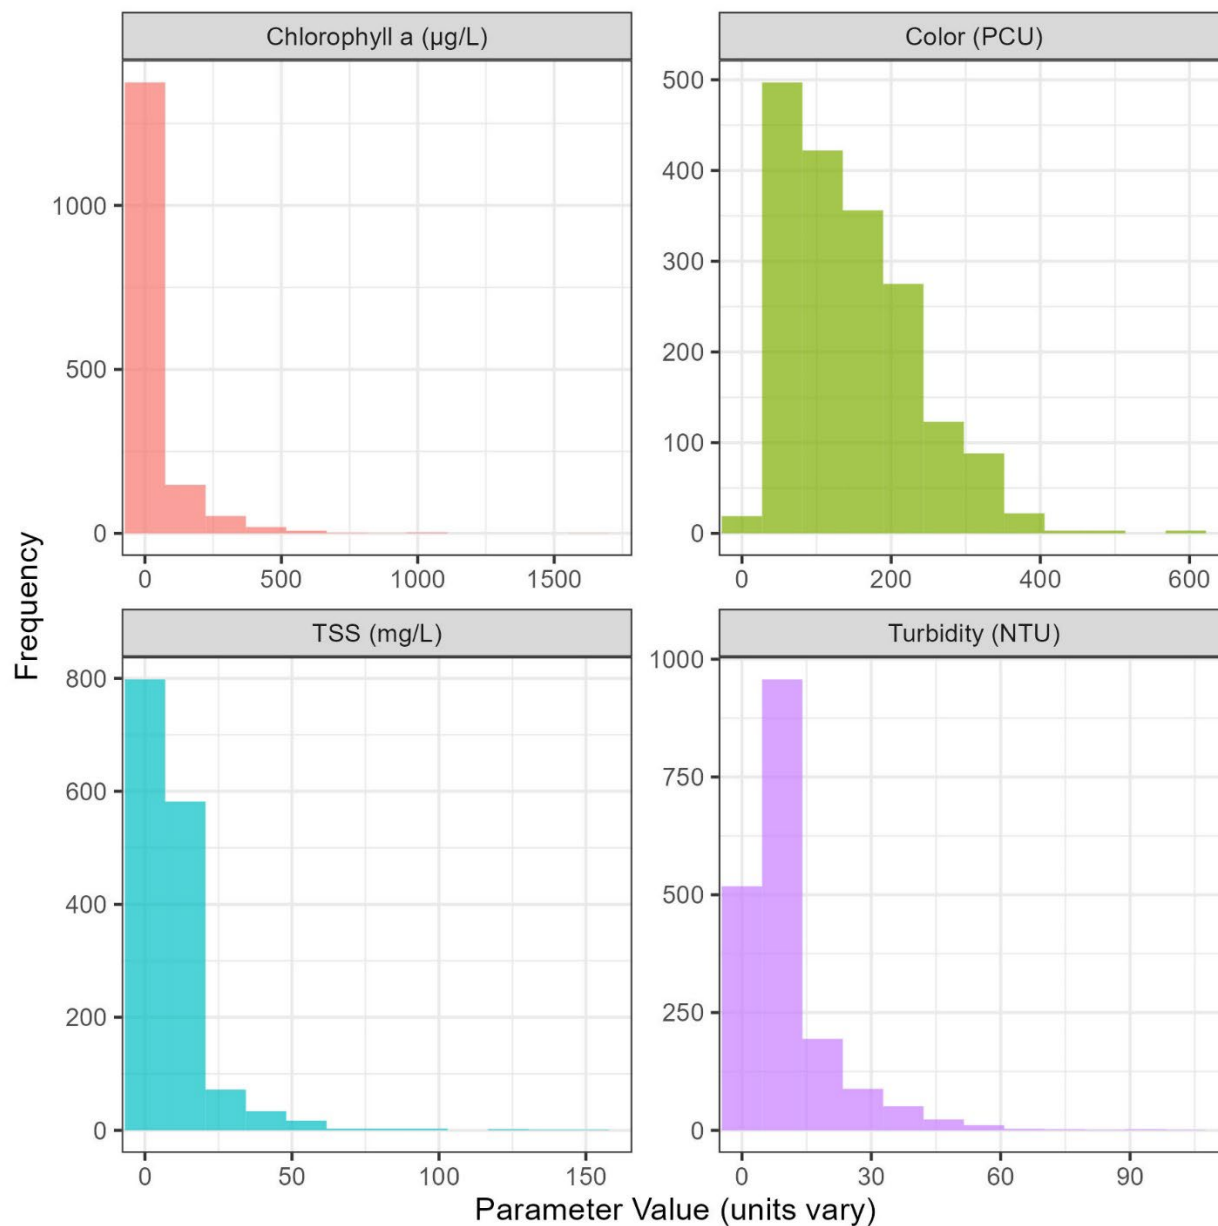 Chlorophyll a (µg/L)
Color (PCU)
1000
500
0
0 500 1000 1500
500
400
300
200
100
0
0 200 400 600
TSS (mg/L)
Turbidity (NTU)
800
600
400
200
0
0 50 100 150
1000
750
500
250
0
0 30 60 90
Frequency
Parameter Value (units vary)